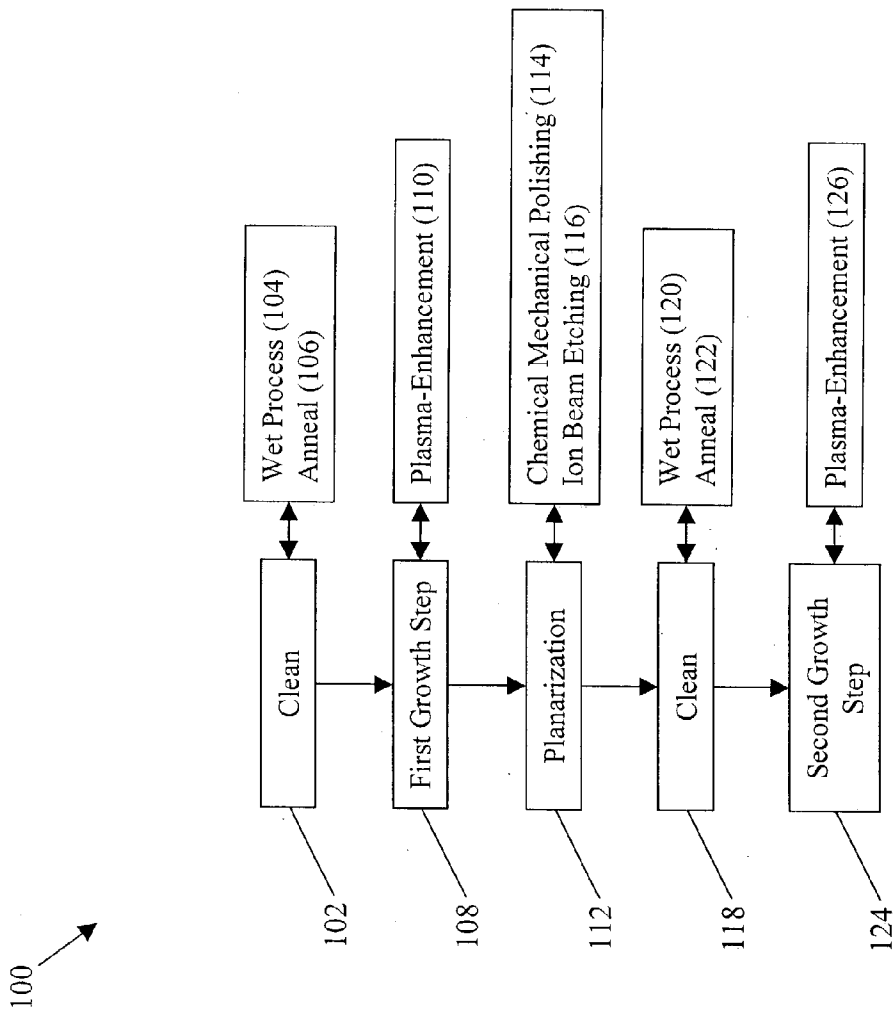 100
102
Clean
Wet Process (104)
Anneal (106)
108
First Growth Step
Plasma-Enhancement (110)
112
Planarization
Chemical Mechanical Polishing (114)
Ion Beam Etching (116)
118
Clean
Wet Process (120)
Anneal (122)
124
Second Growth
Step
Plasma-Enhancement (126)